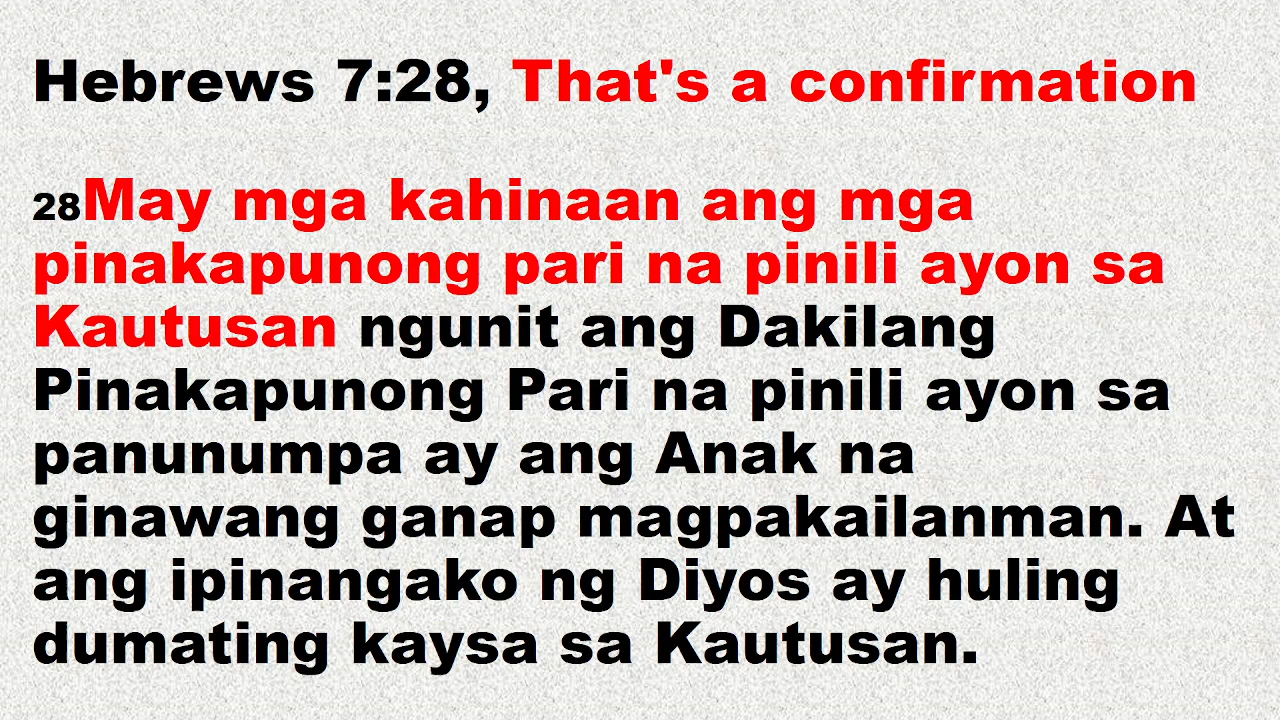 Hebrews 7:28, That's a confirmation
28May mga kahinaan ang mga
pinakapunong pari na pinili ayon sa
Kautusan ngunit ang Dakilang
Pinakapunong Pari na pinili ayon sa
panunumpa ay ang Anak na
ginawang ganap magpakailanman. At
ang ipinangako ng Diyos ay huling
dumating kaysa sa Kautusan.